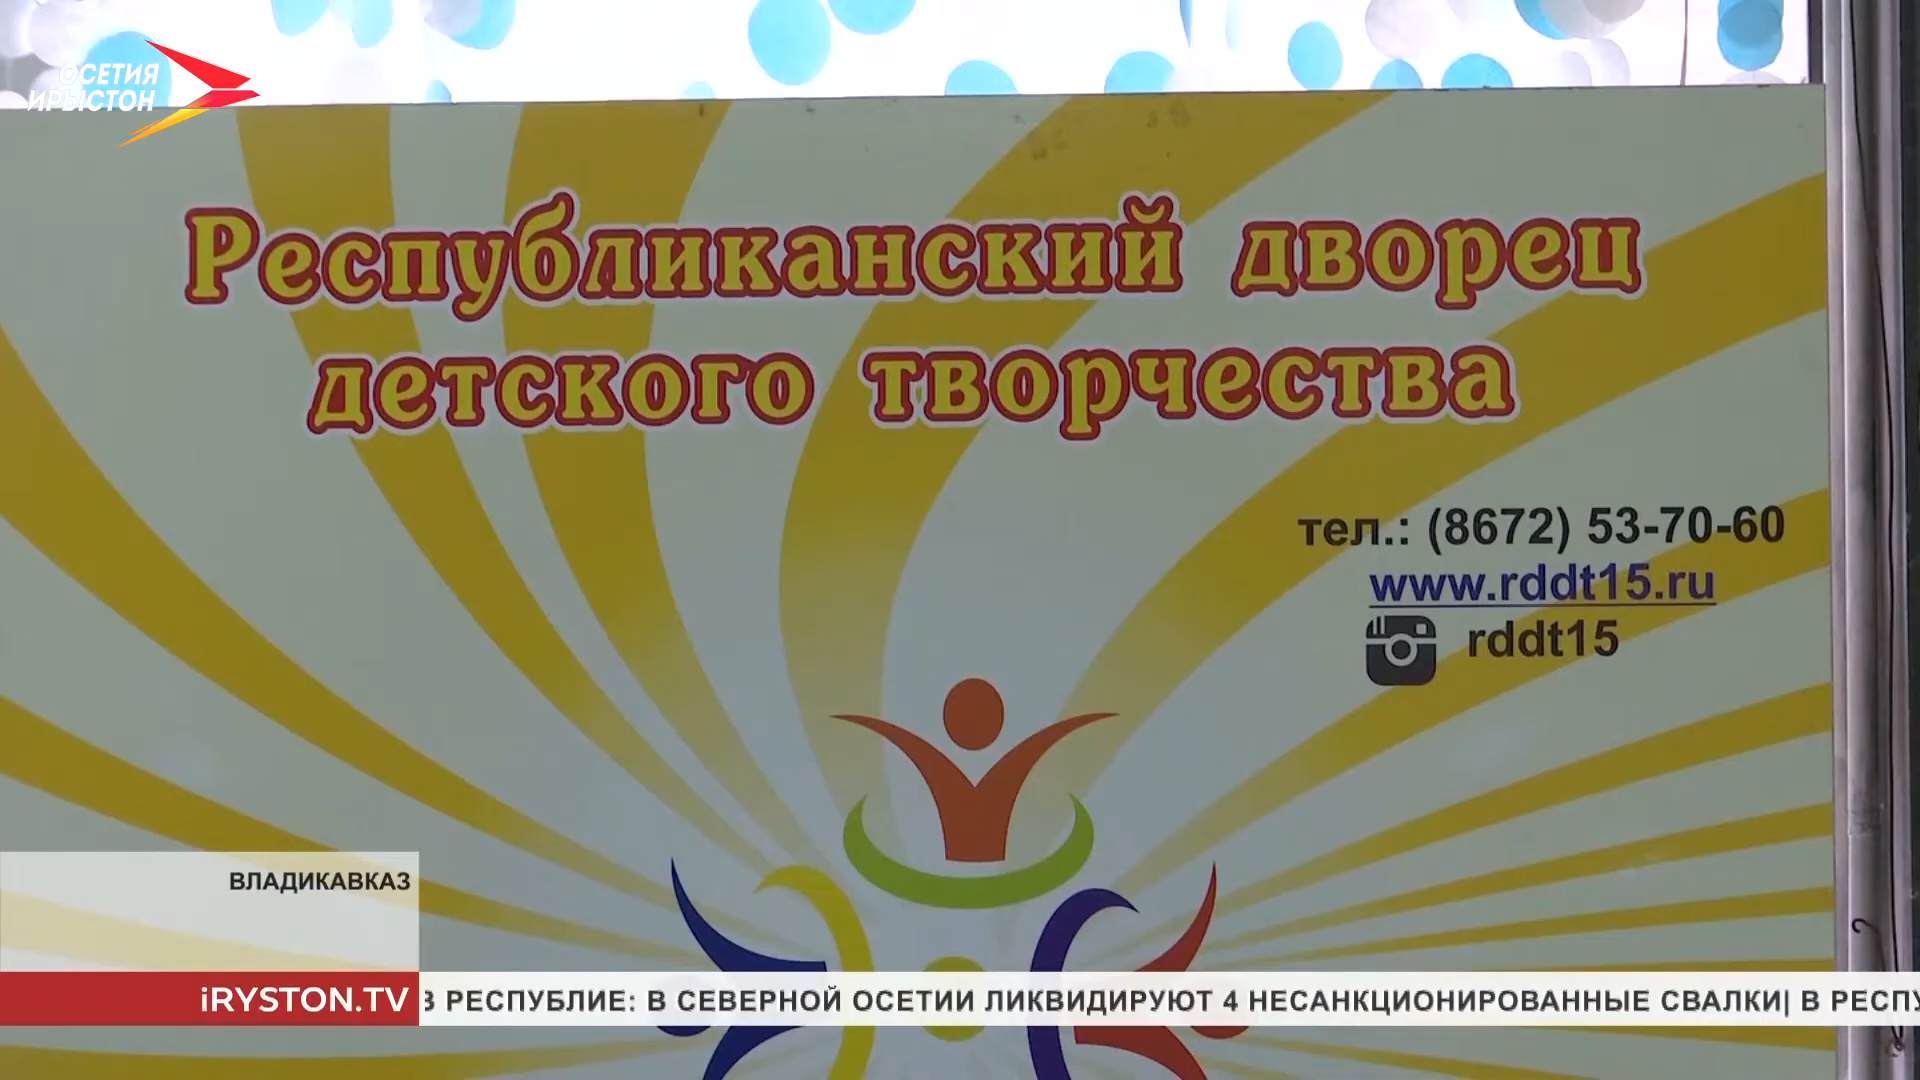 ОСЕТИЯ
ИРЫСТОН
Республиканский дворец
детского творчества
тел.: (8672) 53-70-60
www.rddt15.ru
rddt15
ВЛАДИКАВКАЗ
iRYSTON.TV
В РЕСПУБЛИЕ: В СЕВЕРНОЙ ОСЕТИИ ЛИКВИДИРУЮТ 4 НЕСАНКЦИОНИРОВАННЫЕ СВАЛКИ| В РЕСПУ